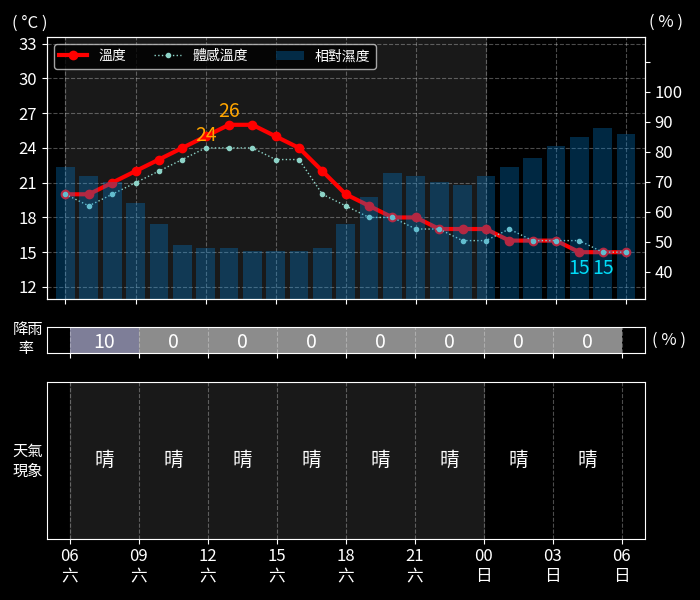 ( °C )
( % )
溫度 體感溫度 相對濕度
33
30
27
24
21
18
15
12
100
90
80
70
60
50
40
24
26
15
15
降雨率
10 0 0 0 0 0 0 0
( % )
天氣
現象
晴 晴 晴 晴 晴 晴 晴 晴
06 09 12 15 18 21 00 03 06
六 六 六 六 六 六 日 日 日